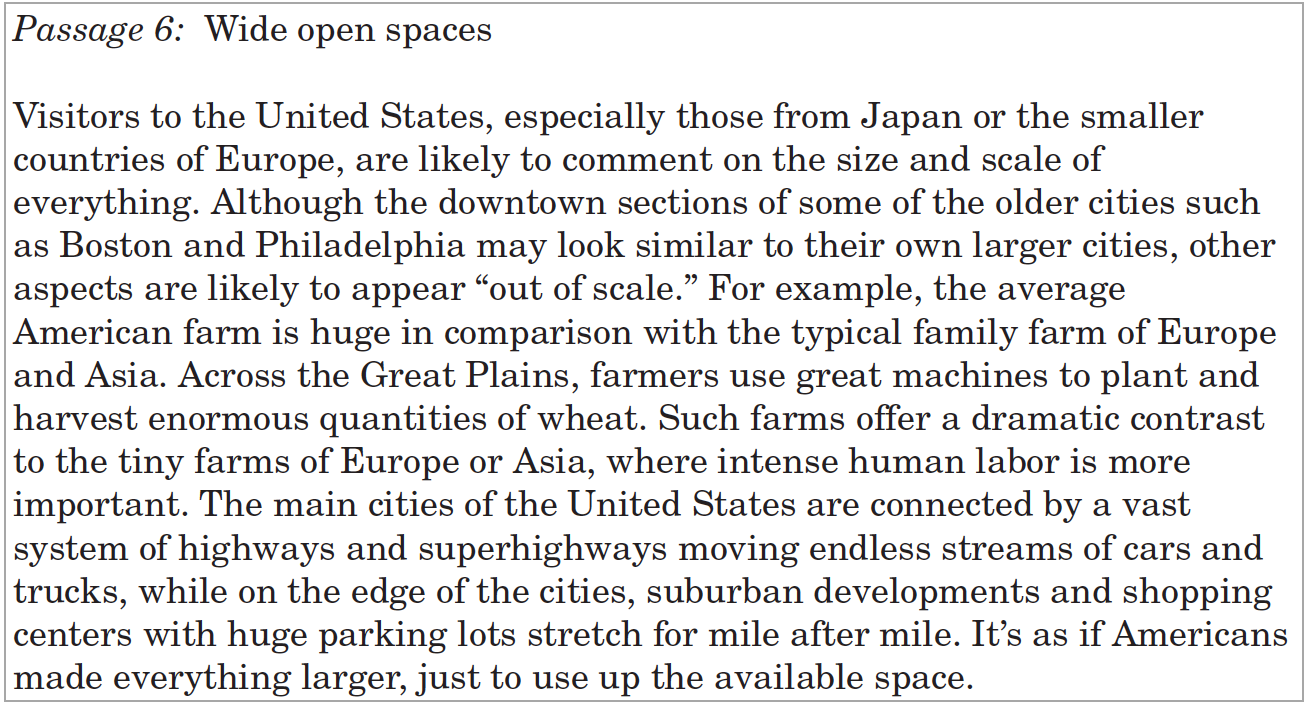 Passage 6: Wide open spaces
Visitors to the United States, especially those from Japan or the smaller
countries of Europe, are likely to comment on the size and scale of
everything. Although the downtown sections of some of the older cities such
as Boston and Philadelphia may look similar to their own larger cities, other
aspects are likely to appear “out of scale.” For example, the average
American farm is huge in comparison with the typical family farm of Europe
and Asia. Across the Great Plains, farmers use great machines to plant and
harvest enormous quantities of wheat. Such farms offer a dramatic contrast
to the tiny farms of Europe or Asia, where intense human labor is more
important. The main cities of the United States are connected by a vast
system of highways and superhighways moving endless streams of cars and
trucks, while on the edge of the cities, suburban developments and shopping
centers with huge parking lots stretch for mile after mile. It’s as if Americans
made everything larger, just to use up the available space.